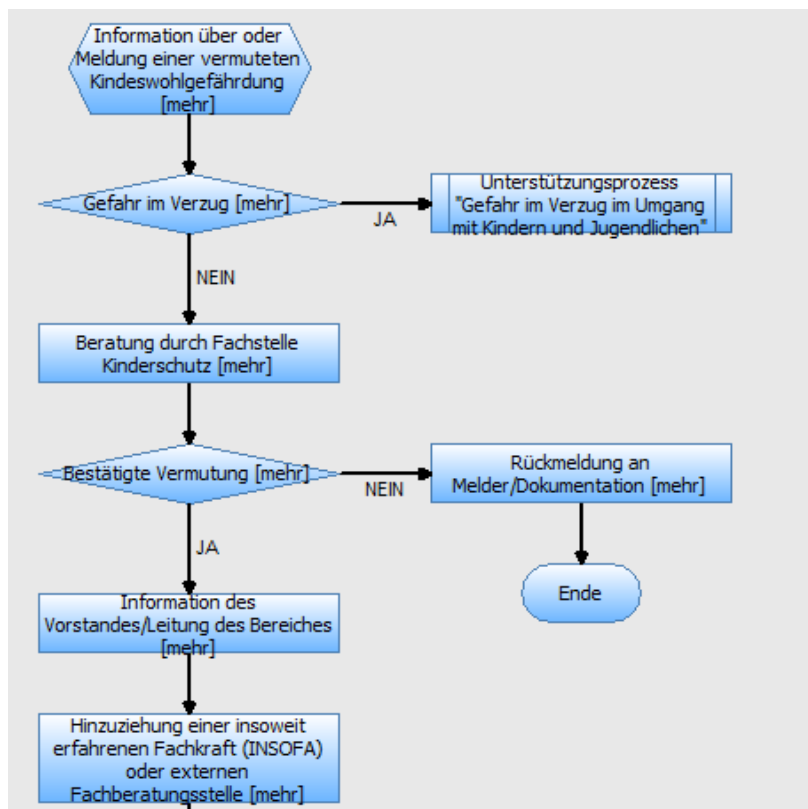 Information über oder
Meldung einer vermuteten
Kindeswohlgefährdung
[mehr]
Gefahr im Verzug [mehr]
JA
Unterstützungsprozess
"Gefahr im Verzug im Umgang
mit Kindern und Jugendlichen"
NEIN
Beratung durch Fachstelle
Kinderschutz [mehr]
Bestätigte Vermutung [mehr]
NEIN
Rückmeldung an
Melder/Dokumentation [mehr]
JA
Ende
Information des
Vorstandes/Leitung des Bereiches
[mehr]
Hinzuziehung einer insoweit
erfahrenen Fachkraft (INSOFA)
oder externen
Fachberatungsstelle [mehr]